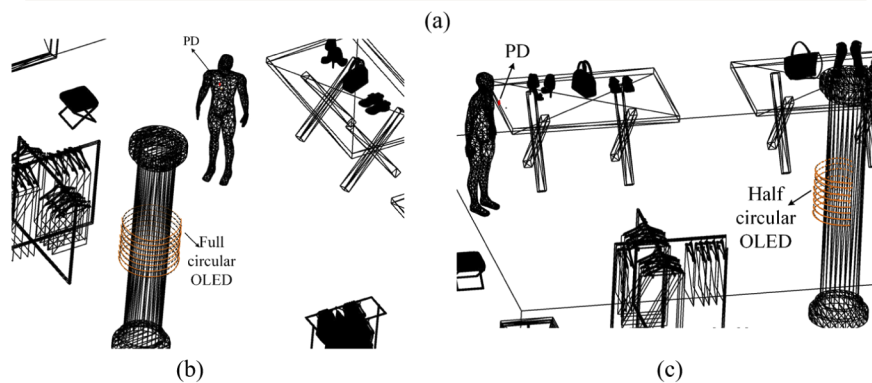 (a)
PD
PD
Full
circular
OLED
Half
circular
OLED
(b)
(c)